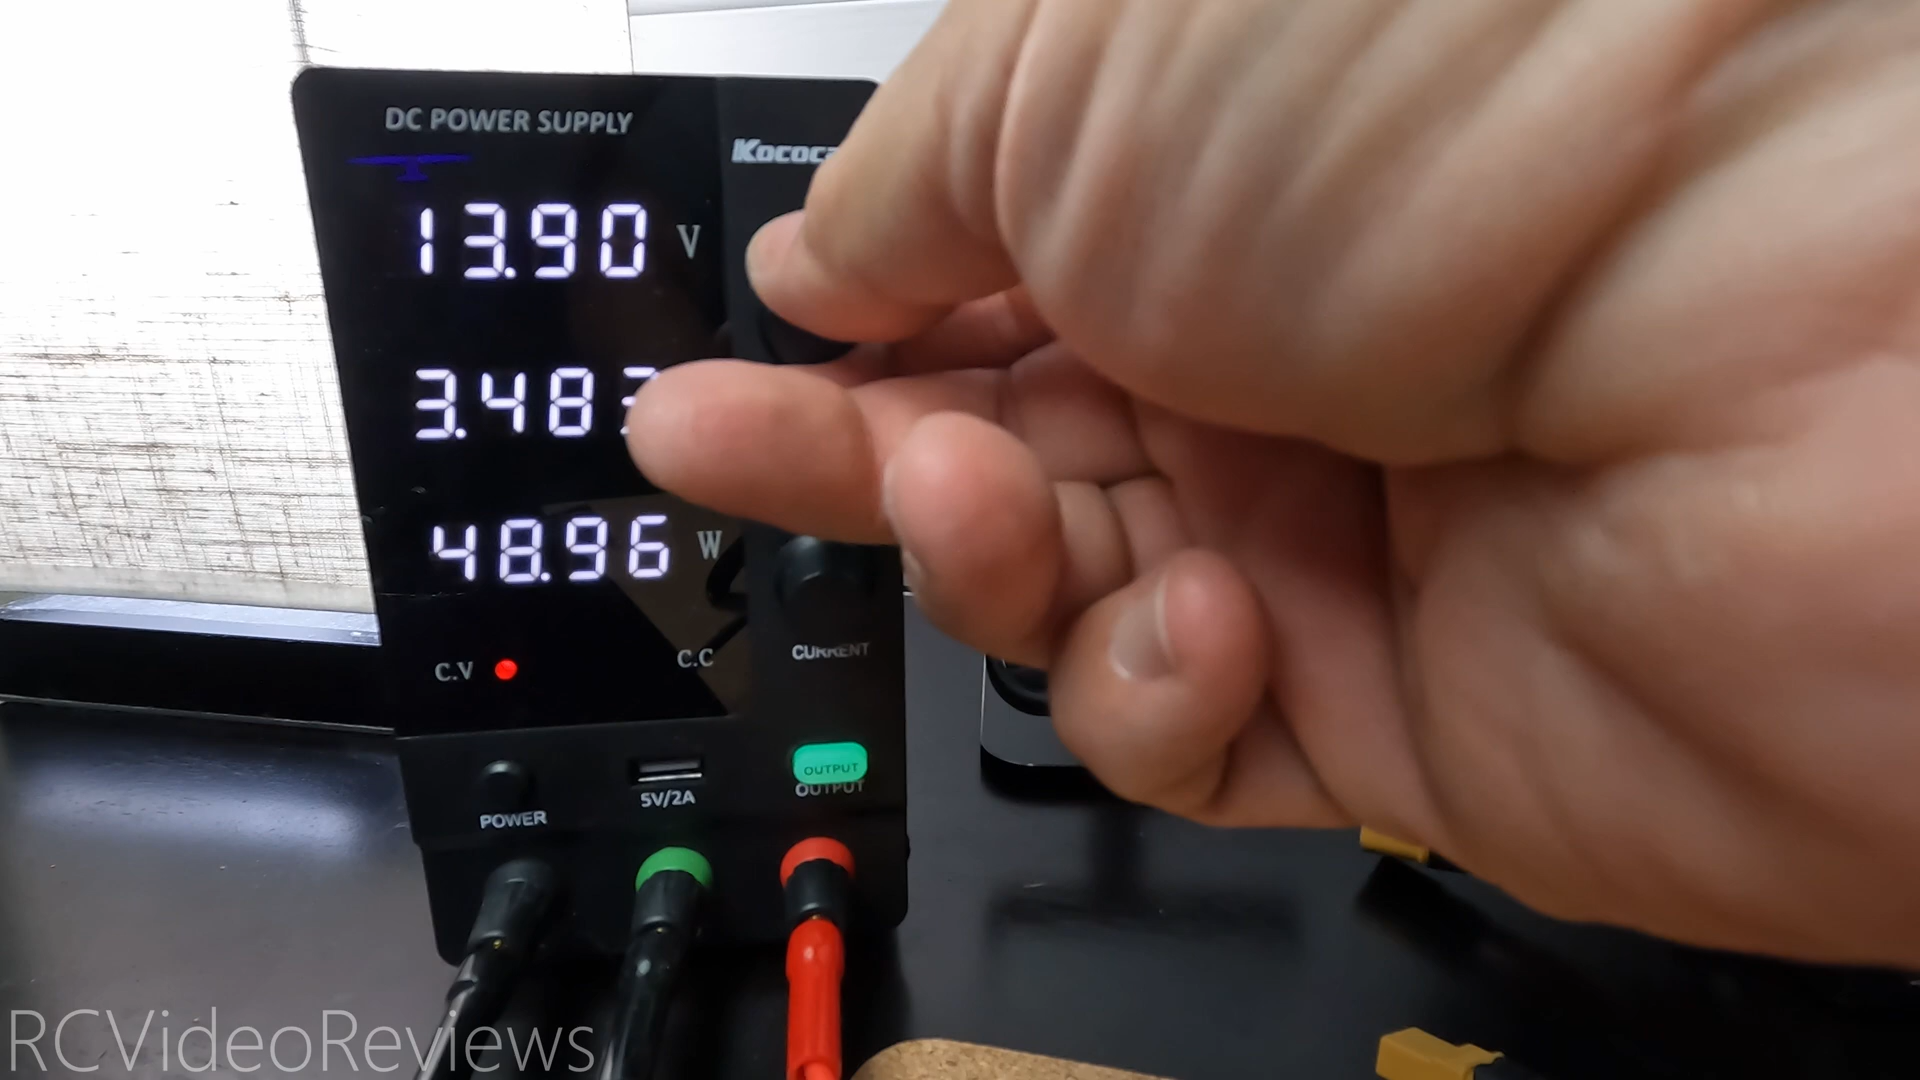 DC POWER SUPPLY
13.90 V
3.48
48.96 W
C.V
C.C
CURRENT
OUTPUT
OUTPUT
5V/2A
POWER
RCVideoReviews